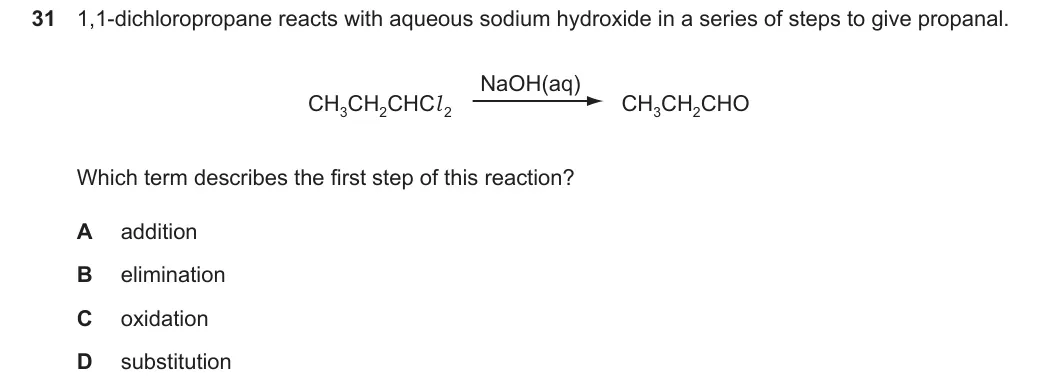 31 1,1-dichloropropane reacts with aqueous sodium hydroxide in a series of steps to give propanal.
NaOH(aq)
CH₃CH₂CHCl₂ → CH₃CH₂CHO
Which term describes the first step of this reaction?
A addition
B elimination
C oxidation
D substitution